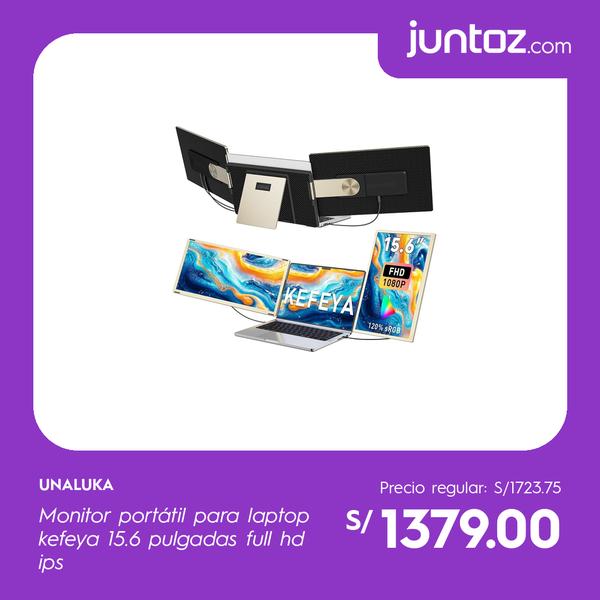 juntoz.com
15.6"
FHD
1080P
KEFEYA
120% sRGB
UNALUKA
Monitor portátil para laptop
kefeya 15.6 pulgadas full hd
ips
Precio regular: S/1723.75
S/ 1379.00